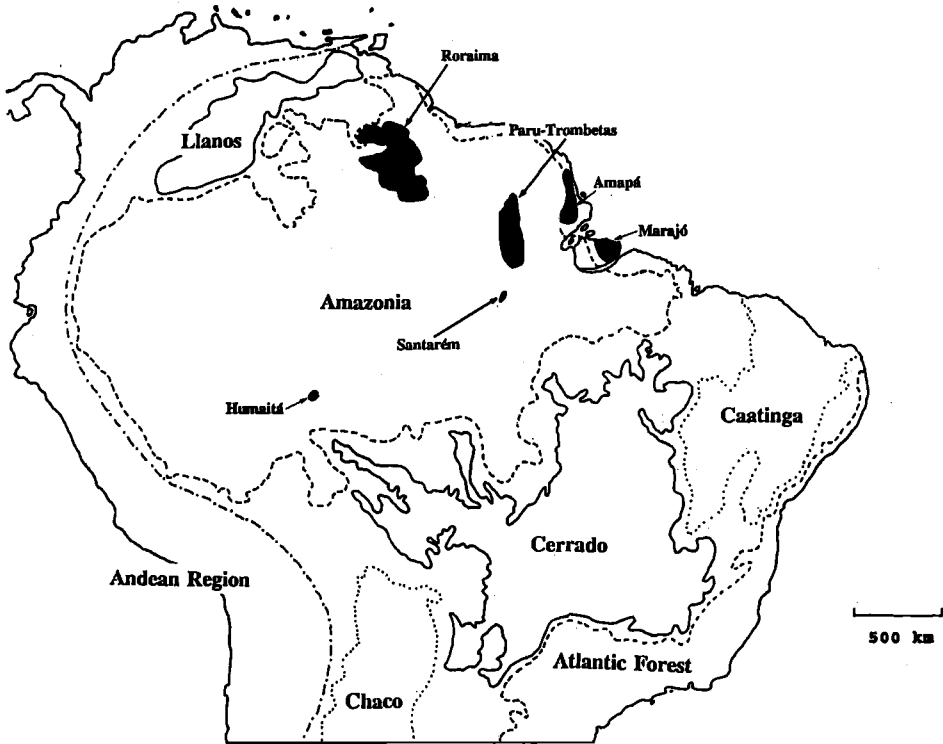 Roraima
Paru-Trombetas
Llanos
Amapá
Marajó
Amazonia
Santarém
Humaitá
Caatinga
Cerrado
Andean Region
500 km
Atlantic Forest
Chaco